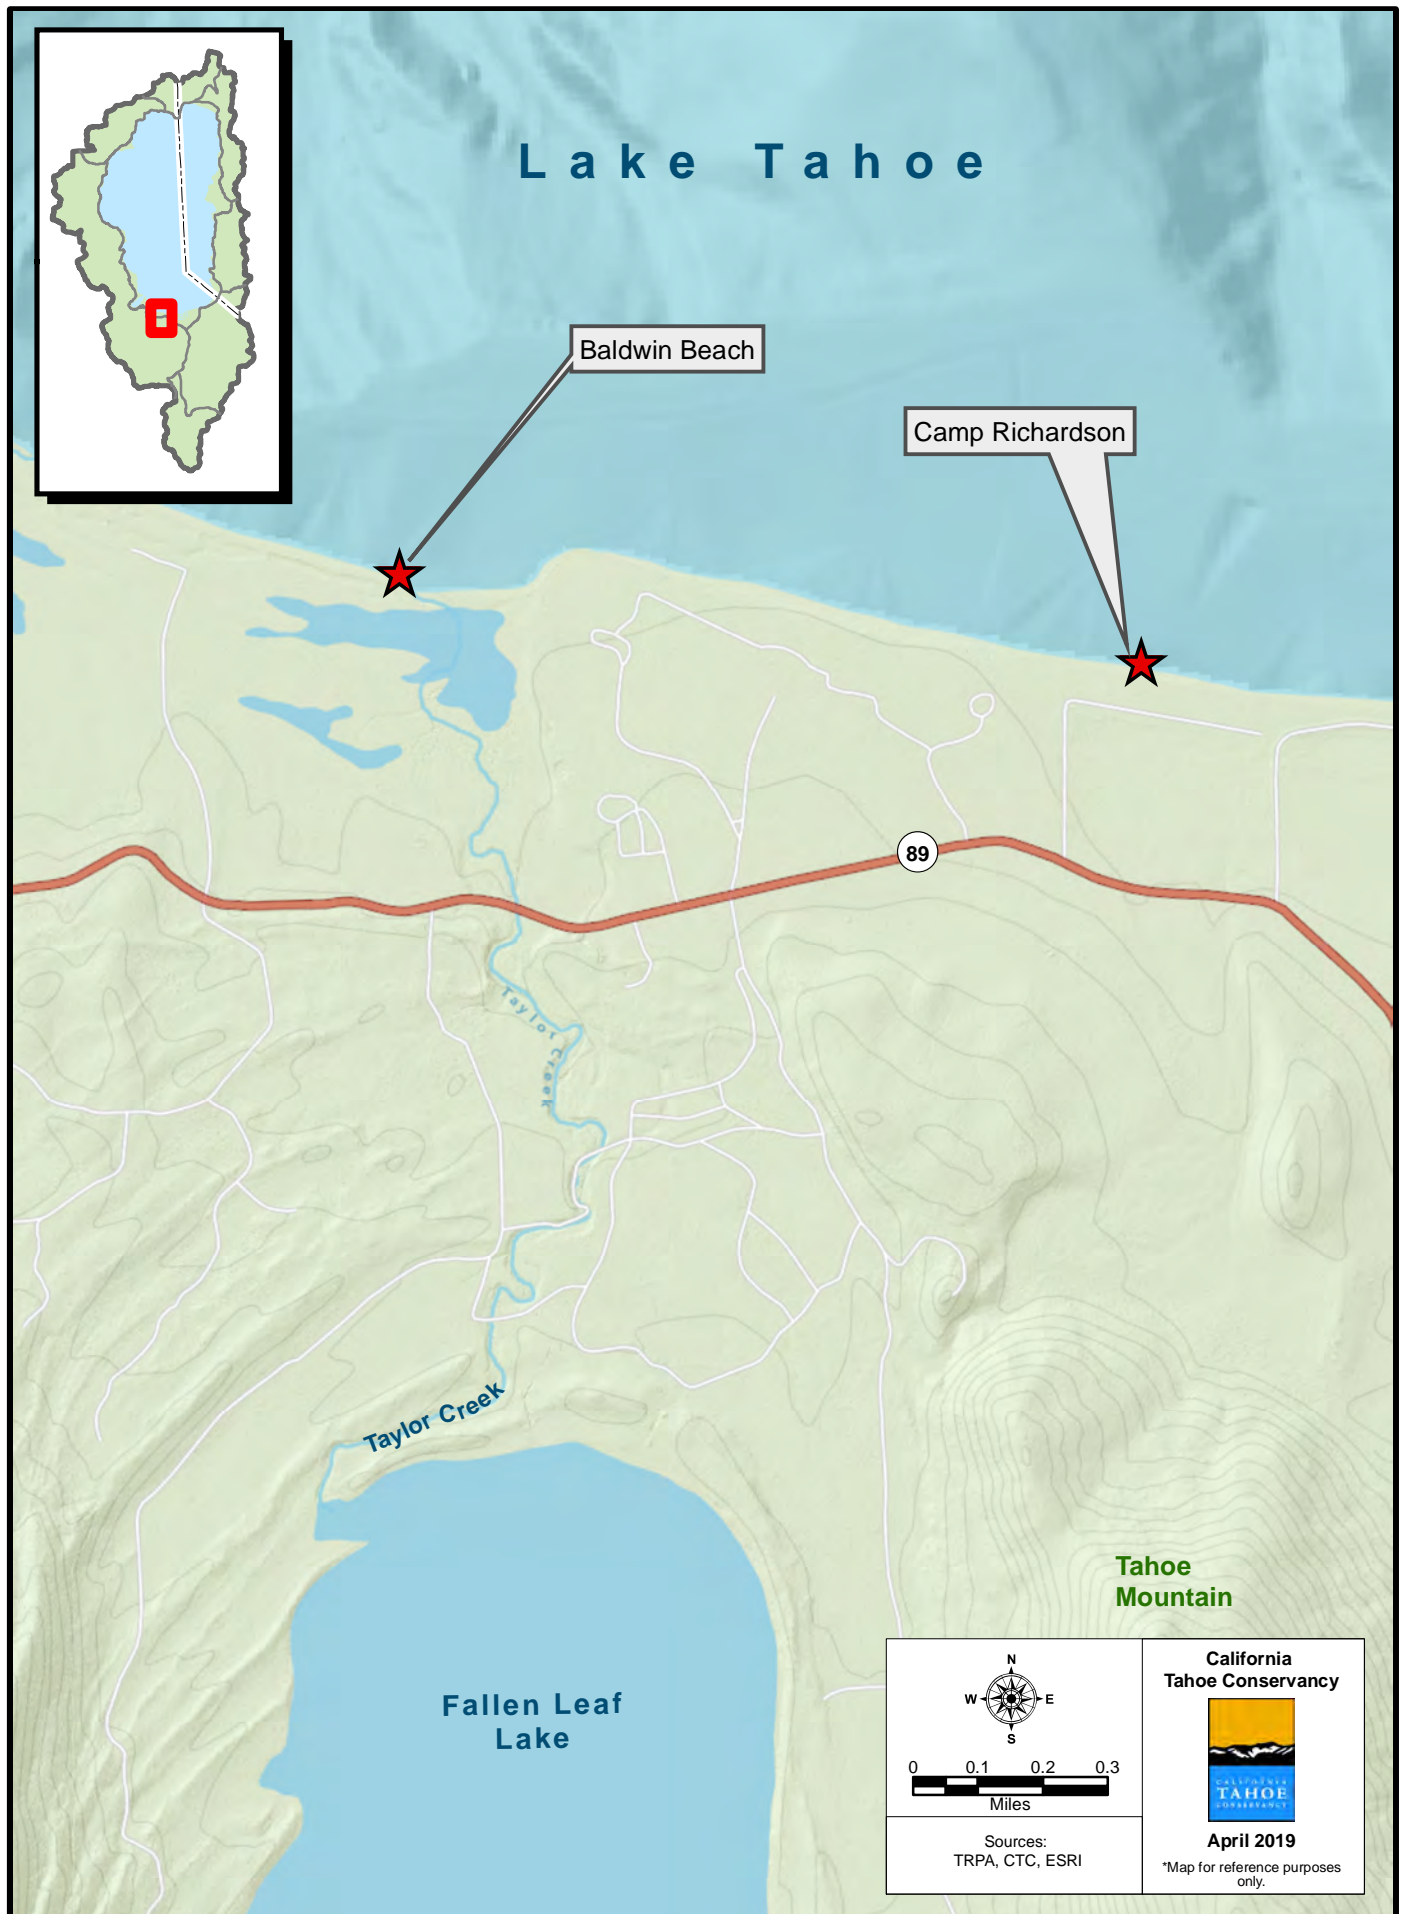 Lake Tahoe
Baldwin Beach
Camp Richardson
89
Taylor Creek
Taylor Creek
Tahoe
Mountain
Fallen Leaf
Lake
N
W E
S
0 0.1 0.2 0.3
Miles
Sources:
TRPA, CTC, ESRI
California
Tahoe Conservancy
CALIFORNIA
TAHOE
CONSERVANCY
April 2019
*Map for reference purposes
only.